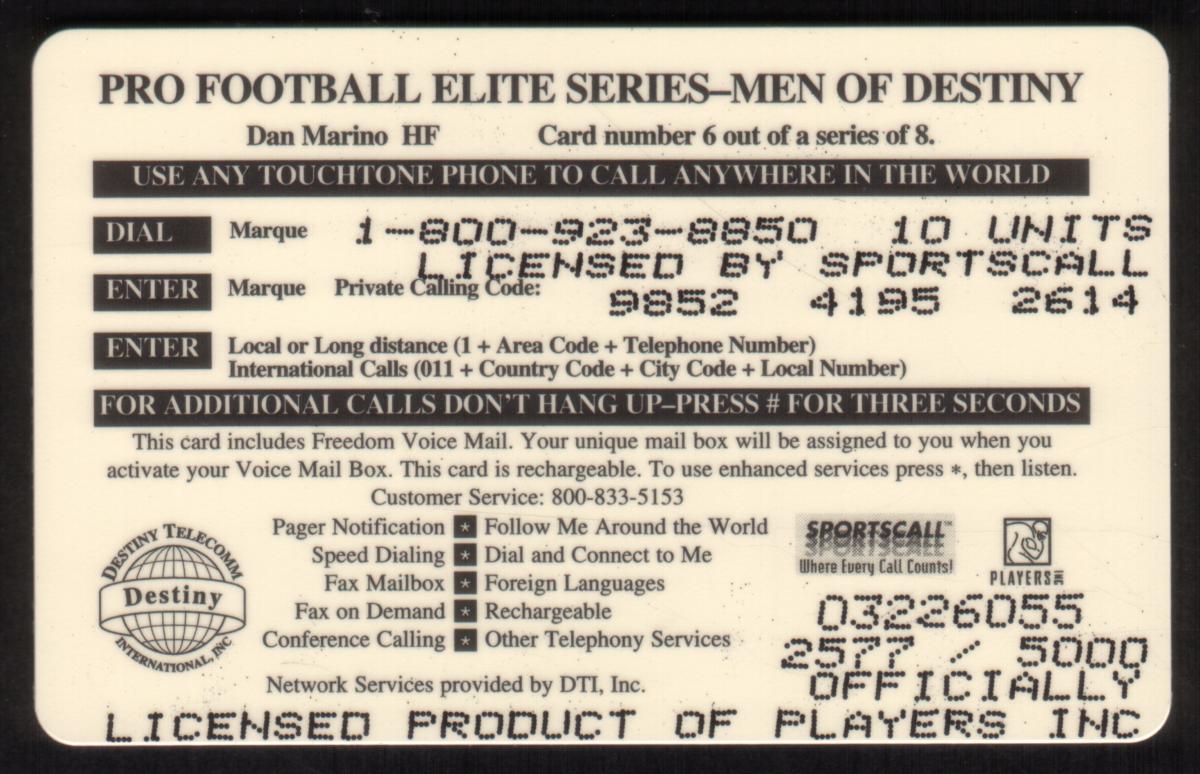 PRO FOOTBALL ELITE SERIES–MEN OF DESTINY
Dan Marino HF Card number 6 out of a series of 8.
USE ANY TOUCHTONE PHONE TO CALL ANYWHERE IN THE WORLD
DIAL Marque 1-800-923-8850 10 UNITS
LICENSED BY SPORTSCALL
ENTER Marque Private Calling Code: 9852 4195 2614
ENTER Local or Long distance (1 + Area Code + Telephone Number)
International Calls (011 + Country Code + City Code + Local Number)
FOR ADDITIONAL CALLS DON'T HANG UP–PRESS # FOR THREE SECONDS
This card includes Freedom Voice Mail. Your unique mail box will be assigned to you when you
activate your Voice Mail Box. This card is rechargeable. To use enhanced services press *, then listen.
Customer Service: 800-833-5153
Pager Notification * Follow Me Around the World
Speed Dialing * Dial and Connect to Me
Fax Mailbox * Foreign Languages
Fax on Demand * Rechargeable
Conference Calling * Other Telephony Services
Network Services provided by DTI, Inc.
DESTINY TELECOMM
Destiny
INTERNATIONAL, INC
SPORTSCALL™
SPORTSCALL
Where Every Call Counts!
PLAYERS INC
03226055
2577 / 5000
OFFICIALLY
LICENSED PRODUCT OF PLAYERS INC